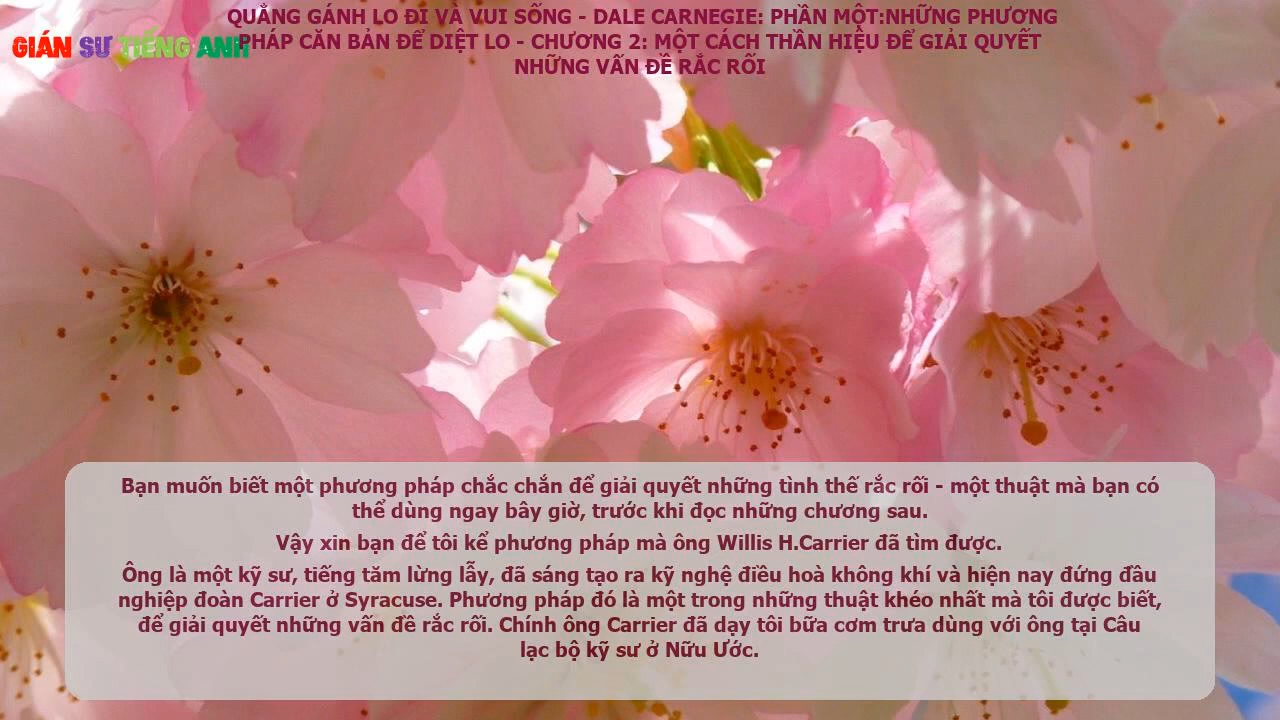 QUẲNG GÁNH LO ĐI VÀ VUI SỐNG - DALE CARNEGIE: PHẦN MỘT:NHỮNG PHƯƠNG
PHÁP CĂN BẢN ĐỂ DIỆT LO - CHƯƠNG 2: MỘT CÁCH THẦN HIỆU ĐỂ GIẢI QUYẾT
NHỮNG VẤN ĐỀ RẮC RỐI
GIÁN SƯ TIẾNG ANH
Bạn muốn biết một phương pháp chắc chắn để giải quyết những tình thế rắc rối - một thuật mà bạn có
thể dùng ngay bây giờ, trước khi đọc những chương sau.
Vậy xin bạn để tôi kể phương pháp mà ông Willis H.Carrier đã tìm được.
Ông là một kỹ sư, tiếng tăm lừng lẫy, đã sáng tạo ra kỹ nghệ điều hoà không khí và hiện nay đứng đầu
nghiệp đoàn Carrier ở Syracuse. Phương pháp đó là một trong những thuật khéo nhất mà tôi được biết,
để giải quyết những vấn đề rắc rối. Chính ông Carrier đã dạy tôi bữa cơm trưa dùng với ông tại Câu
lạc bộ kỹ sư ở Nữu Ước.